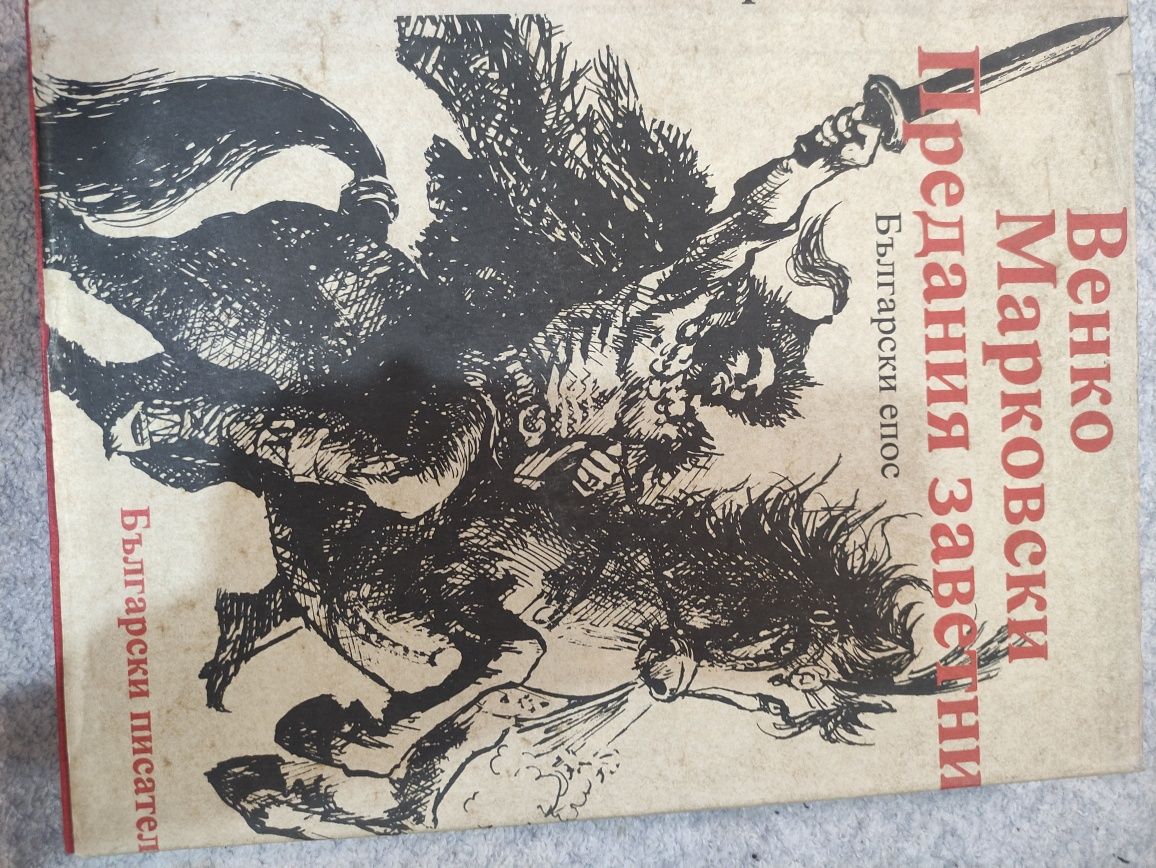 Венко
Марковски
Предания заветни
Български епос
Български писател